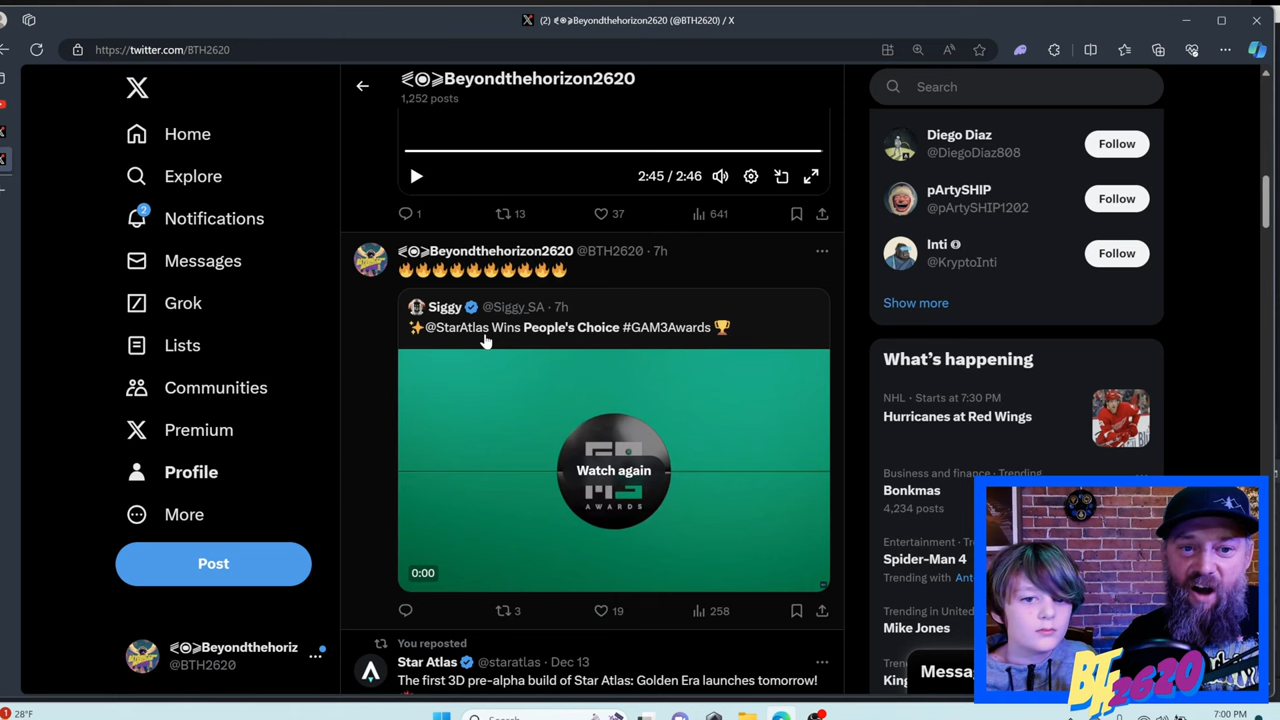 (2) ⋞⦿⋟Beyondthehorizon2620 (@BTH2620) / X
https://twitter.com/BTH2620
⋞⦿⋟Beyondthehorizon2620
1,252 posts
Search
Home
Explore
2
Notifications
Messages
Grok
Lists
Communities
Premium
Profile
More
Post
⋞⦿⋟Beyondthehoriz
@BTH2620
2:45 / 2:46
1
13
37
641
⋞⦿⋟Beyondthehorizon2620 @BTH2620 · 7h
🔥🔥🔥🔥🔥🔥🔥🔥🔥🔥
Siggy @Siggy_SA · 7h
✨@StarAtlas Wins People's Choice #GAM3Awards 🏆
Watch again
AWARDS
0:00
3
19
258
You reposted
Star Atlas @staratlas · Dec 13
The first 3D pre-alpha build of Star Atlas: Golden Era launches tomorrow!
Diego Diaz
@DiegoDiaz808
Follow
pArtySHIP
@pArtySHIP1202
Follow
Inti
@KryptoInti
Follow
Show more
What's happening
NHL · Starts at 7:30 PM
Hurricanes at Red Wings
Business and finance · Trending
Bonkmas
4,234 posts
Entertainment · Tre
Spider-Man 4
Trending with Ant
Trending in United
Mike Jones
King
Messa
BTH
2620
28°F
Search
7:00 PM